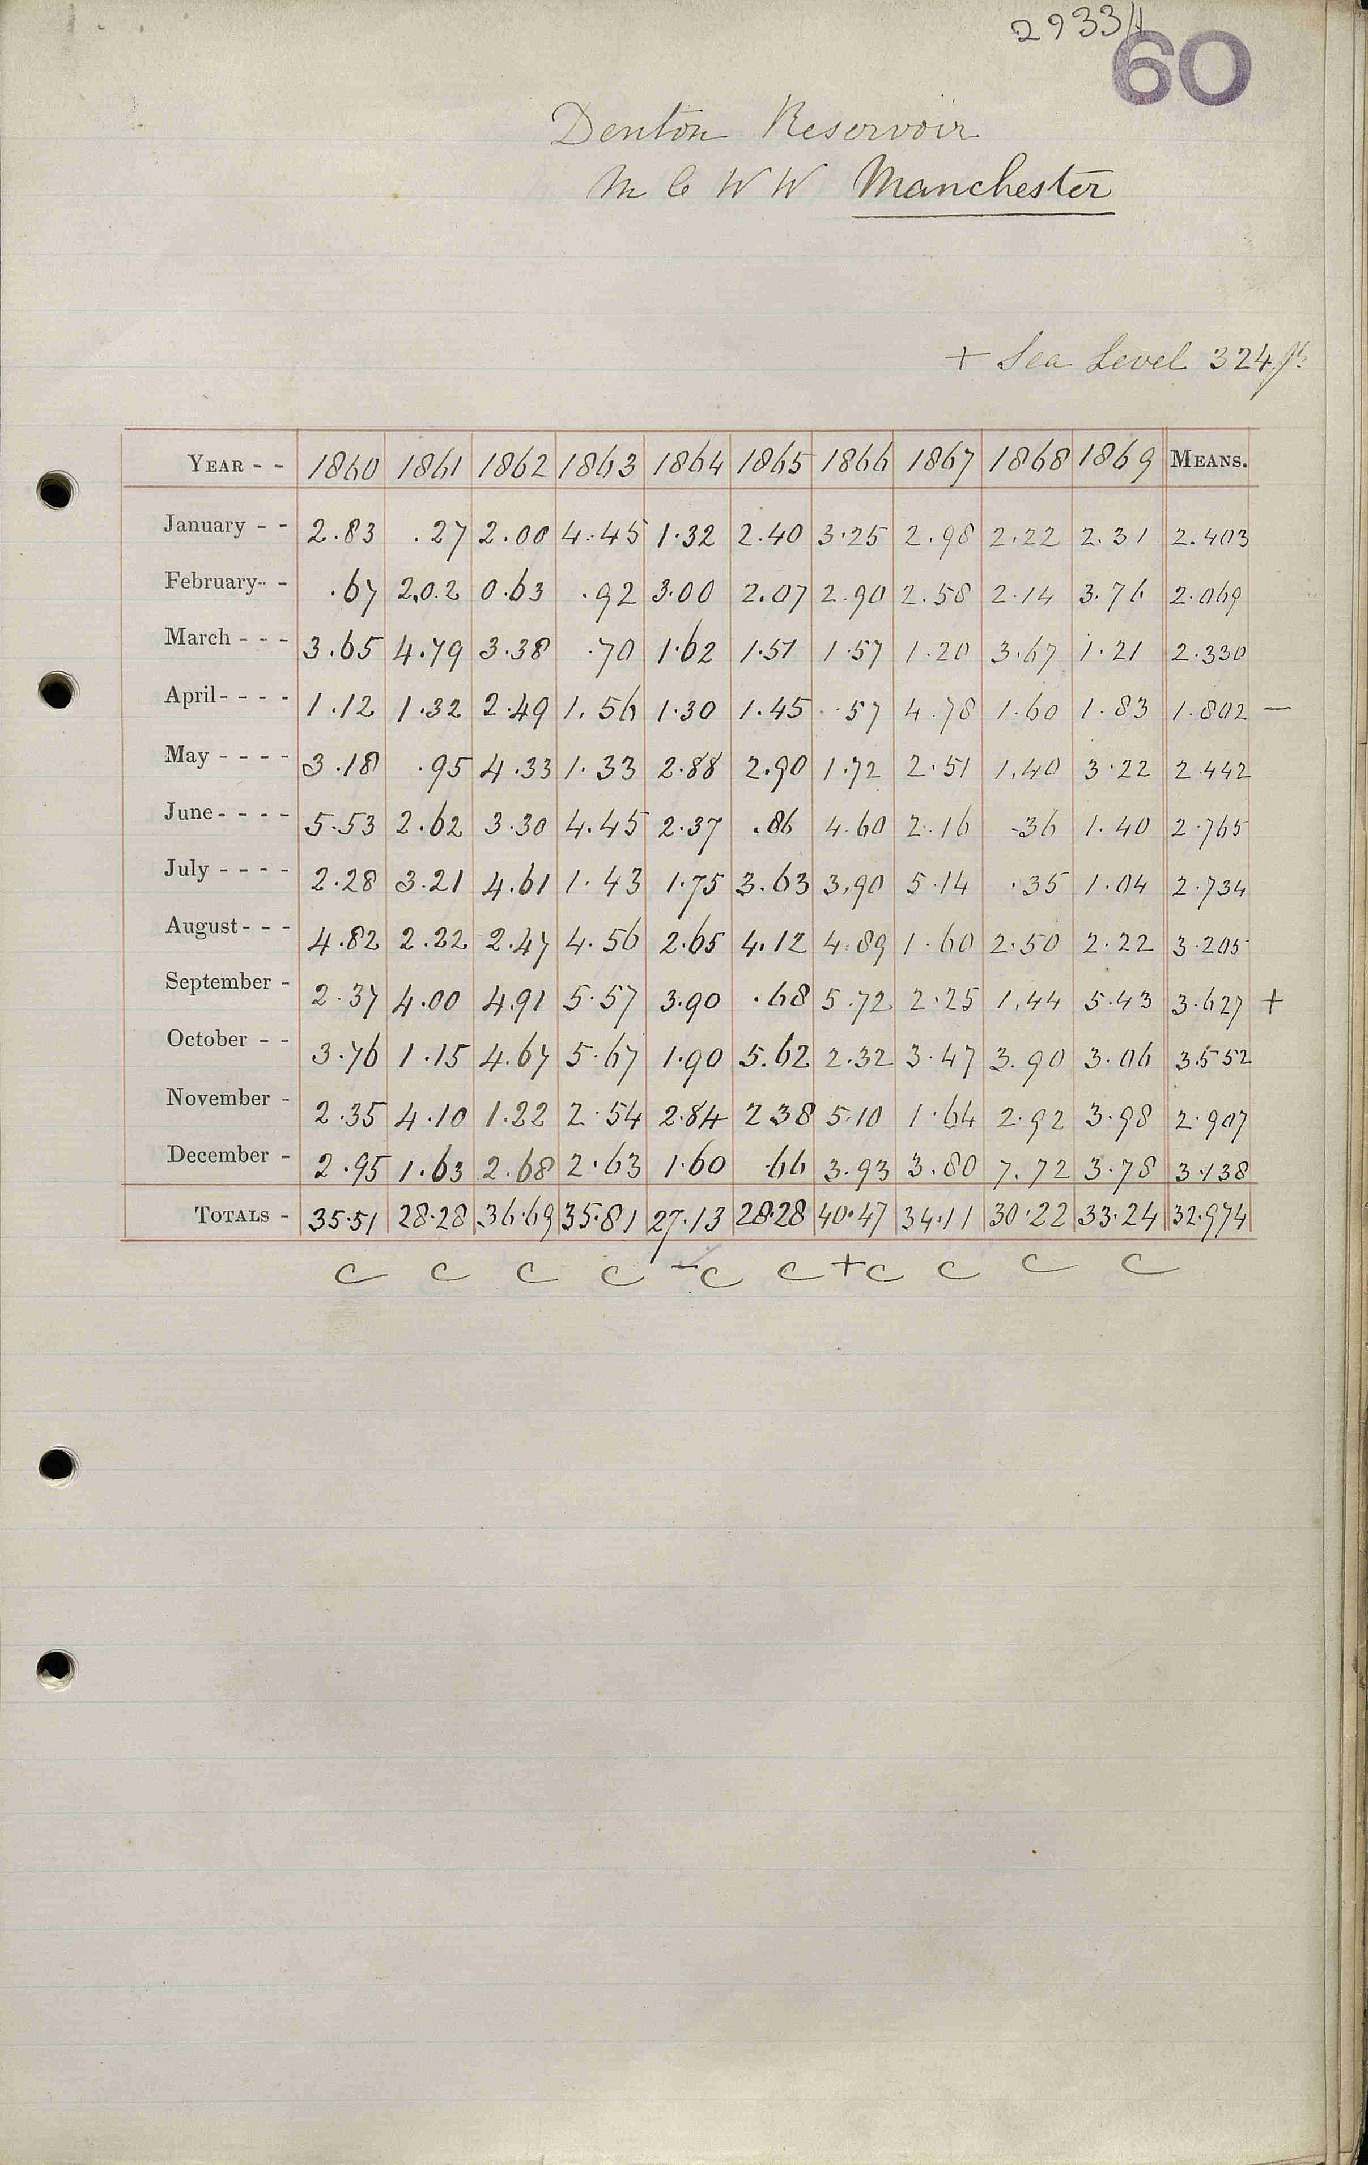 29334
60
Denton Reservoir
M C W W Manchester
+ Sea Level 324 ft
YEAR - - 1860 1861 1862 1863 1864 1865 1866 1867 1868 1869 MEANS.
January - - 2.83 .27 2.00 4.45 1.32 2.40 3.25 2.98 2.22 2.31 2.403
February - - .67 2.02 0.63 .92 3.00 2.07 2.90 2.58 2.14 3.76 2.069
March - - - 3.65 4.79 3.38 .70 1.62 1.51 1.57 1.20 3.67 1.21 2.330
April - - - - 1.12 1.32 2.49 1.56 1.30 1.45 .57 4.78 1.60 1.83 1.802 —
May - - - - 3.18 .95 4.33 1.33 2.88 2.90 1.72 2.51 1.40 3.22 2.442
June - - - - 5.53 2.62 3.30 4.45 2.37 .86 4.60 2.16 .36 1.40 2.765
July - - - - 2.28 3.21 4.61 1.43 1.75 3.63 3.90 5.14 .35 1.04 2.734
August - - - 4.82 2.22 2.47 4.56 2.65 4.12 4.89 1.60 2.50 2.22 3.205
September - 2.37 4.00 4.91 5.57 3.90 .68 5.72 2.25 1.44 5.43 3.627 +
October - - 3.76 1.15 4.67 5.67 1.90 5.62 2.32 3.47 3.90 3.06 3.552
November - 2.35 4.10 1.22 2.54 2.84 2 38 5.10 1.64 2.92 3.98 2.907
December - 2.95 1.63 2.68 2.63 1.60 .66 3.93 3.80 7.72 3.78 3.138
TOTALS - 35.51 28.28 36.69 35.81 27.13 28.28 40.47 34.11 30.22 33.24 32.974
C C C C - C C + C C C C